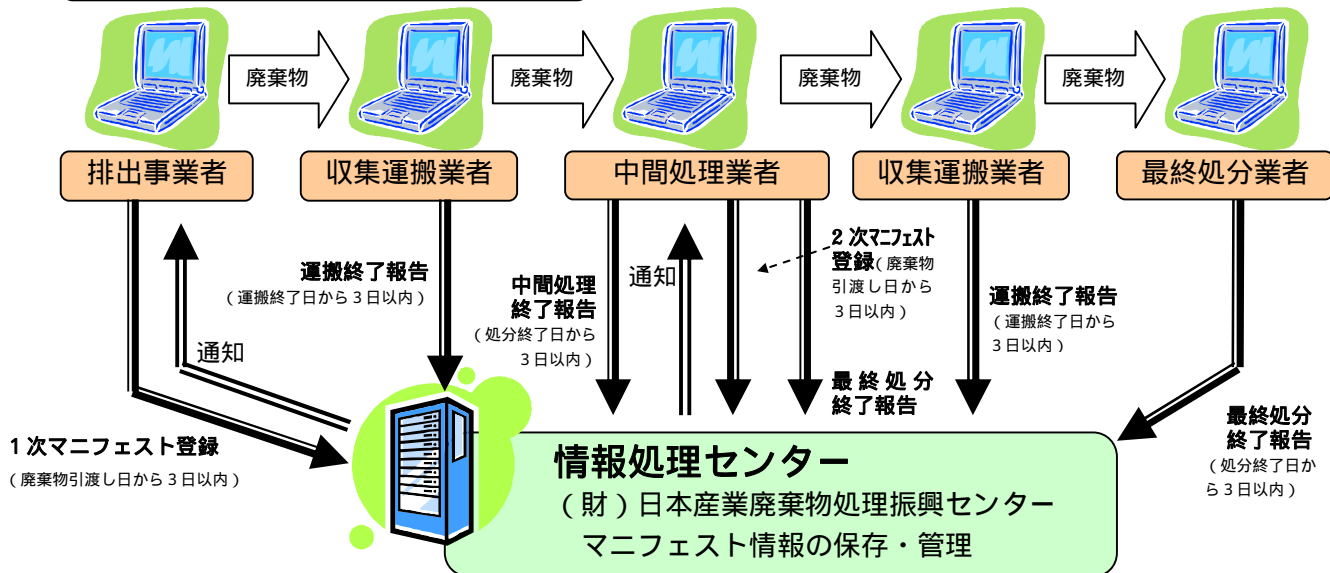 廃棄物
廃棄物
廃棄物
廃棄物
排出事業者
収集運搬業者
中間処理業者
収集運搬業者
最終処分業者
運搬終了報告
(運搬終了日から3日以内)
通知
1次マニフェスト登録
(廃棄物引渡し日から3日以内)
中間処理
終了報告
(処分終了日から
3日以内)
通知
2次マニフェスト
登録(廃棄物
引渡し日から
3日以内)
最終処分
終了報告
運搬終了報告
(運搬終了日から
3日以内)
最終処分
終了報告
(処分終了日か
ら3日以内)
情報処理センター
(財)日本産業廃棄物処理振興センター
マニフェスト情報の保存・管理